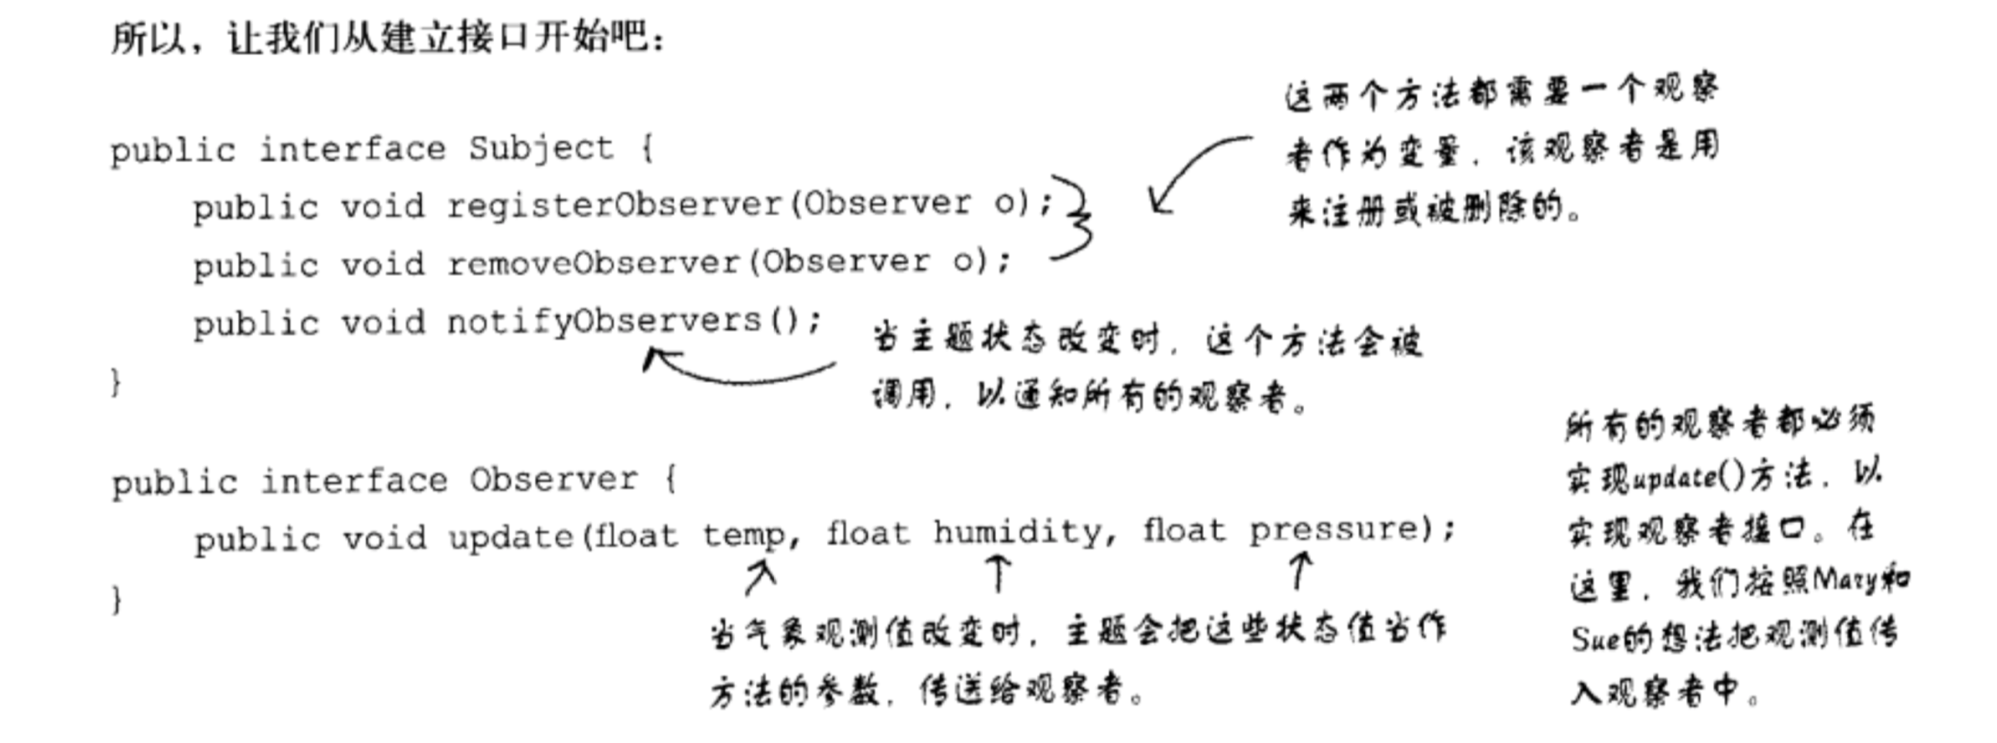 所以，让我们从建立接口开始吧：
public interface Subject {
public void registerObserver(Observer o);
public void removeObserver(Observer o);
public void notifyObservers();
}
这两个方法都需要一个观察
者作为变量，该观察者是用
来注册或被删除的。
当主题状态改变时，这个方法会被
调用，以通知所有的观察者。
public interface Observer {
public void update(float temp, float humidity, float pressure);
}
当气象观测值改变时，主题会把这些状态值当作
方法的参数，传送给观察者。
所有的观察者都必须
实现update()方法，以
实现观察者接口。在
这里，我们按照Mary和
Sue的想法把观测值传
入观察者中。